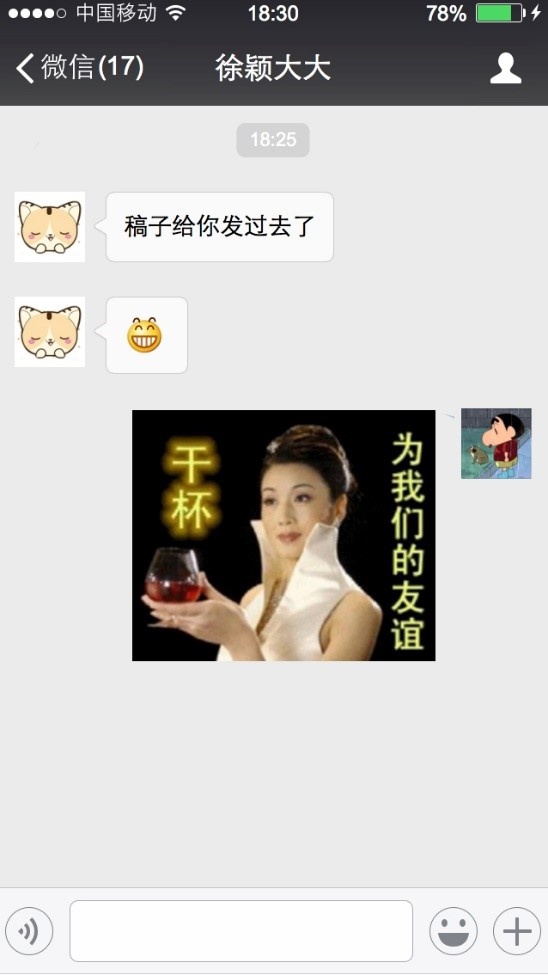 中国移动 18:30 78%
微信(17) 徐颖大大
18:25
稿子给你发过去了
干杯
为我们的友谊